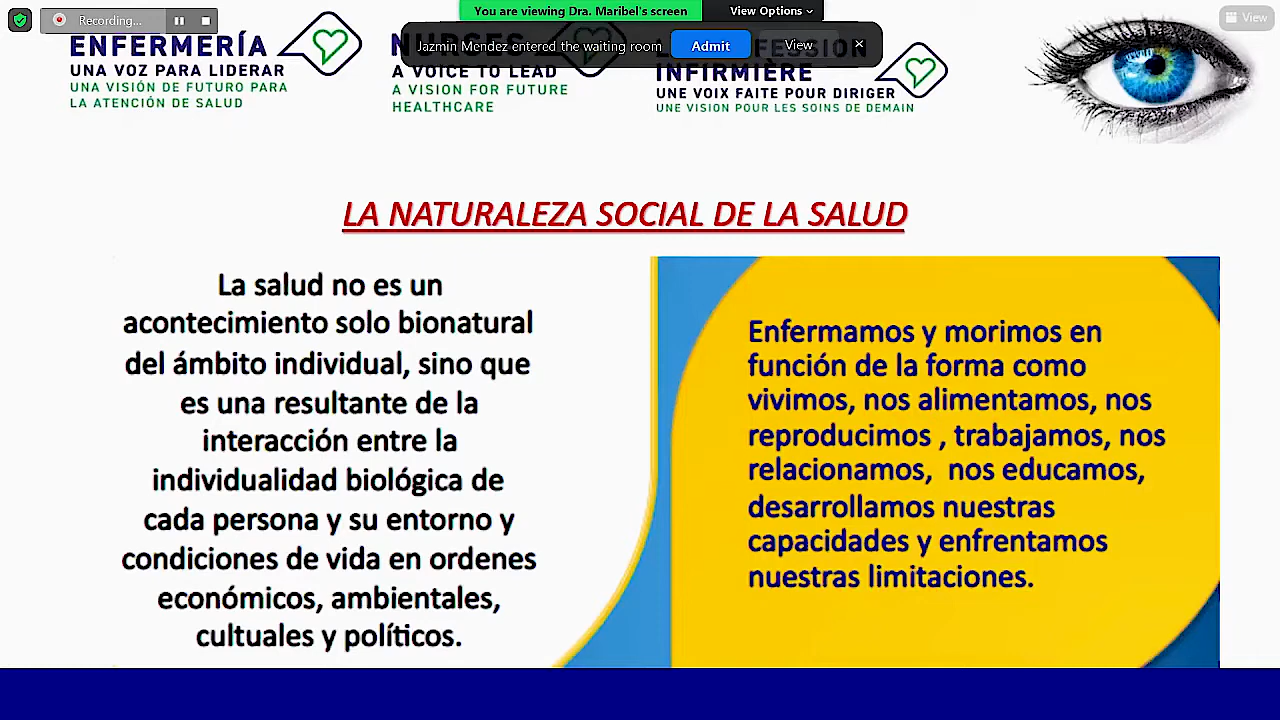 You are viewing Dra. Maribel's screen
View Options
Recording...
View
Jazmin Mendez entered the waiting room
Admit
View
ENFERMERÍA
UNA VOZ PARA LIDERAR
UNA VISIÓN DE FUTURO PARA
LA ATENCIÓN DE SALUD
A VOICE TO LEAD
A VISION FOR FUTURE
HEALTHCARE
INFIRMIÈRE
UNE VOIX FAITE POUR DIRIGER
UNE VISION POUR LES SOINS DE DEMAIN
LA NATURALEZA SOCIAL DE LA SALUD
La salud no es un
acontecimiento solo bionatural
del ámbito individual, sino que
es una resultante de la
interacción entre la
individualidad biológica de
cada persona y su entorno y
condiciones de vida en ordenes
económicos, ambientales,
cultuales y políticos.
Enfermamos y morimos en
función de la forma como
vivimos, nos alimentamos, nos
reproducimos , trabajamos, nos
relacionamos, nos educamos,
desarrollamos nuestras
capacidades y enfrentamos
nuestras limitaciones.